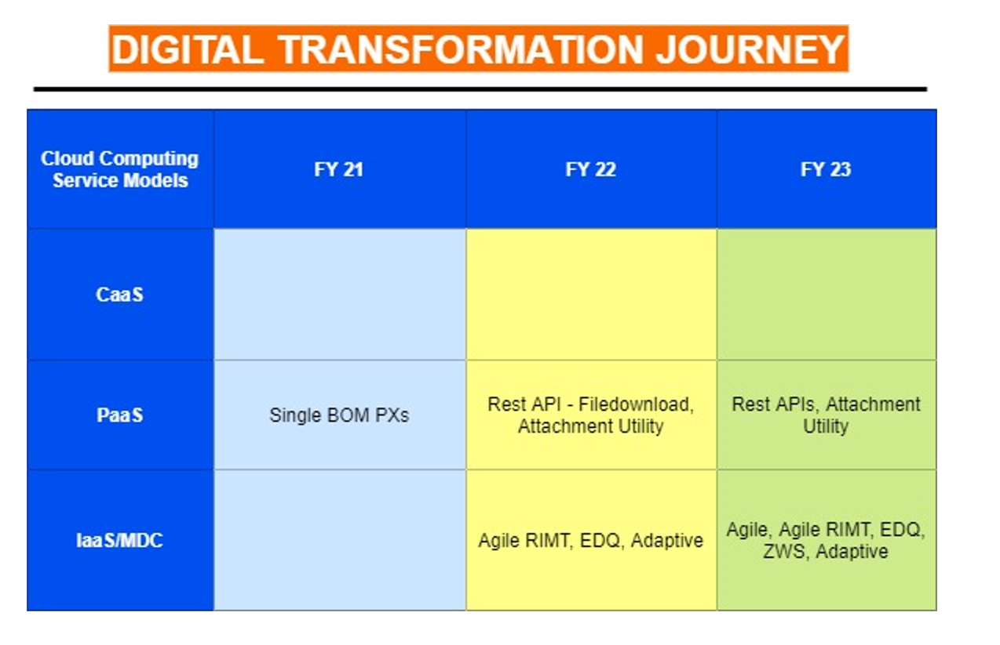 DIGITAL TRANSFORMATION JOURNEY
Cloud Computing
Service Models
FY 21
FY 22
FY 23
CaaS
PaaS
Single BOM PXs
Rest API - Filedownload,
Attachment Utility
Rest APIs, Attachment
Utility
IaaS/MDC
Agile RIMT, EDQ, Adaptive
Agile, Agile RIMT, EDQ,
ZWS, Adaptive